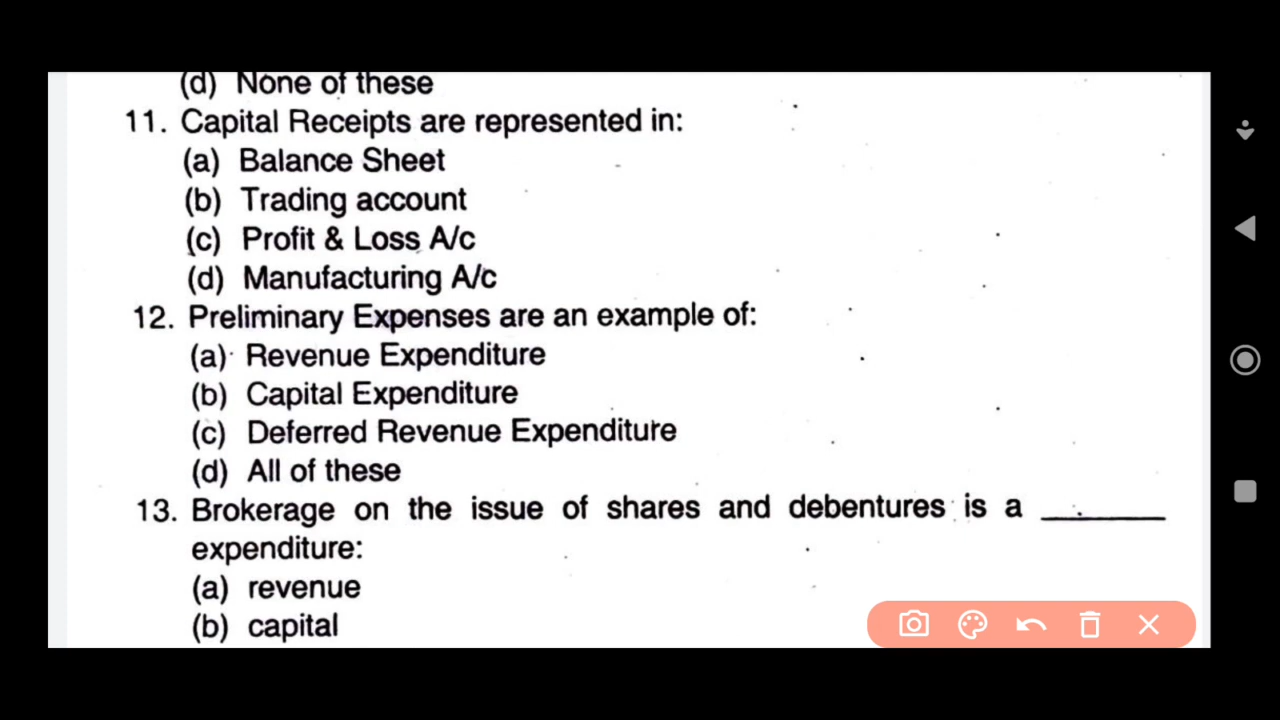 (d) None of these
11. Capital Receipts are represented in:
(a) Balance Sheet
(b) Trading account
(c) Profit & Loss A/c
(d) Manufacturing A/c
12. Preliminary Expenses are an example of:
(a) Revenue Expenditure
(b) Capital Expenditure
(c) Deferred Revenue Expenditure
(d) All of these
13. Brokerage on the issue of shares and debentures is a ______
expenditure:
(a) revenue
(b) capital